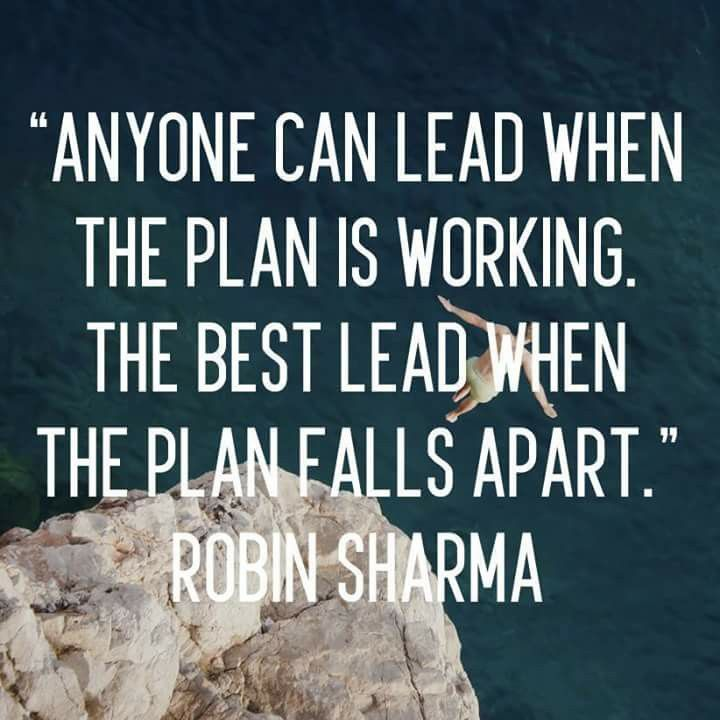 “ANYONE CAN LEAD WHEN
THE PLAN IS WORKING.
THE BEST LEAD WHEN
THE PLAN FALLS APART.”
ROBIN SHARMA